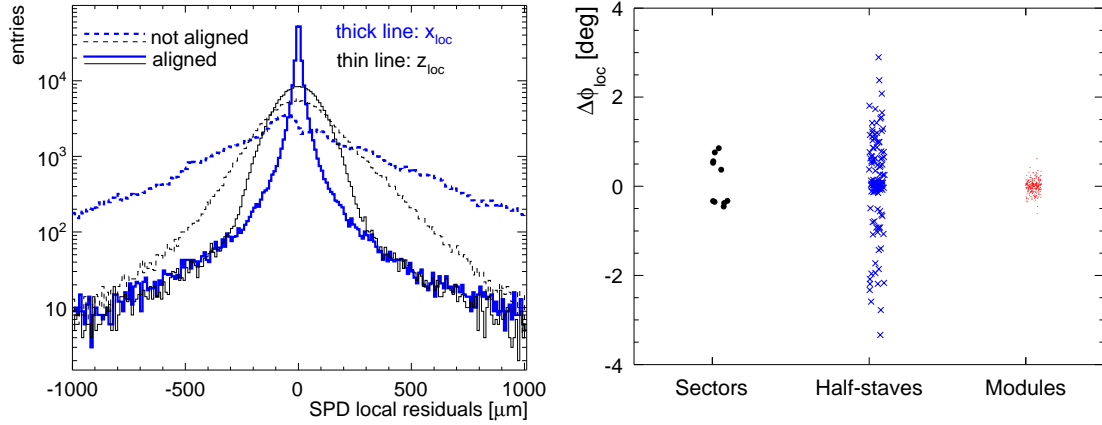 entries
not aligned
aligned
thick line: x_loc
thin line: z_loc
10^4
10^3
10^2
10
-1000 -500 0 500 1000
SPD local residuals [μm]
Δϕ_loc [deg]
4
2
0
-2
-4
Sectors Half-staves Modules